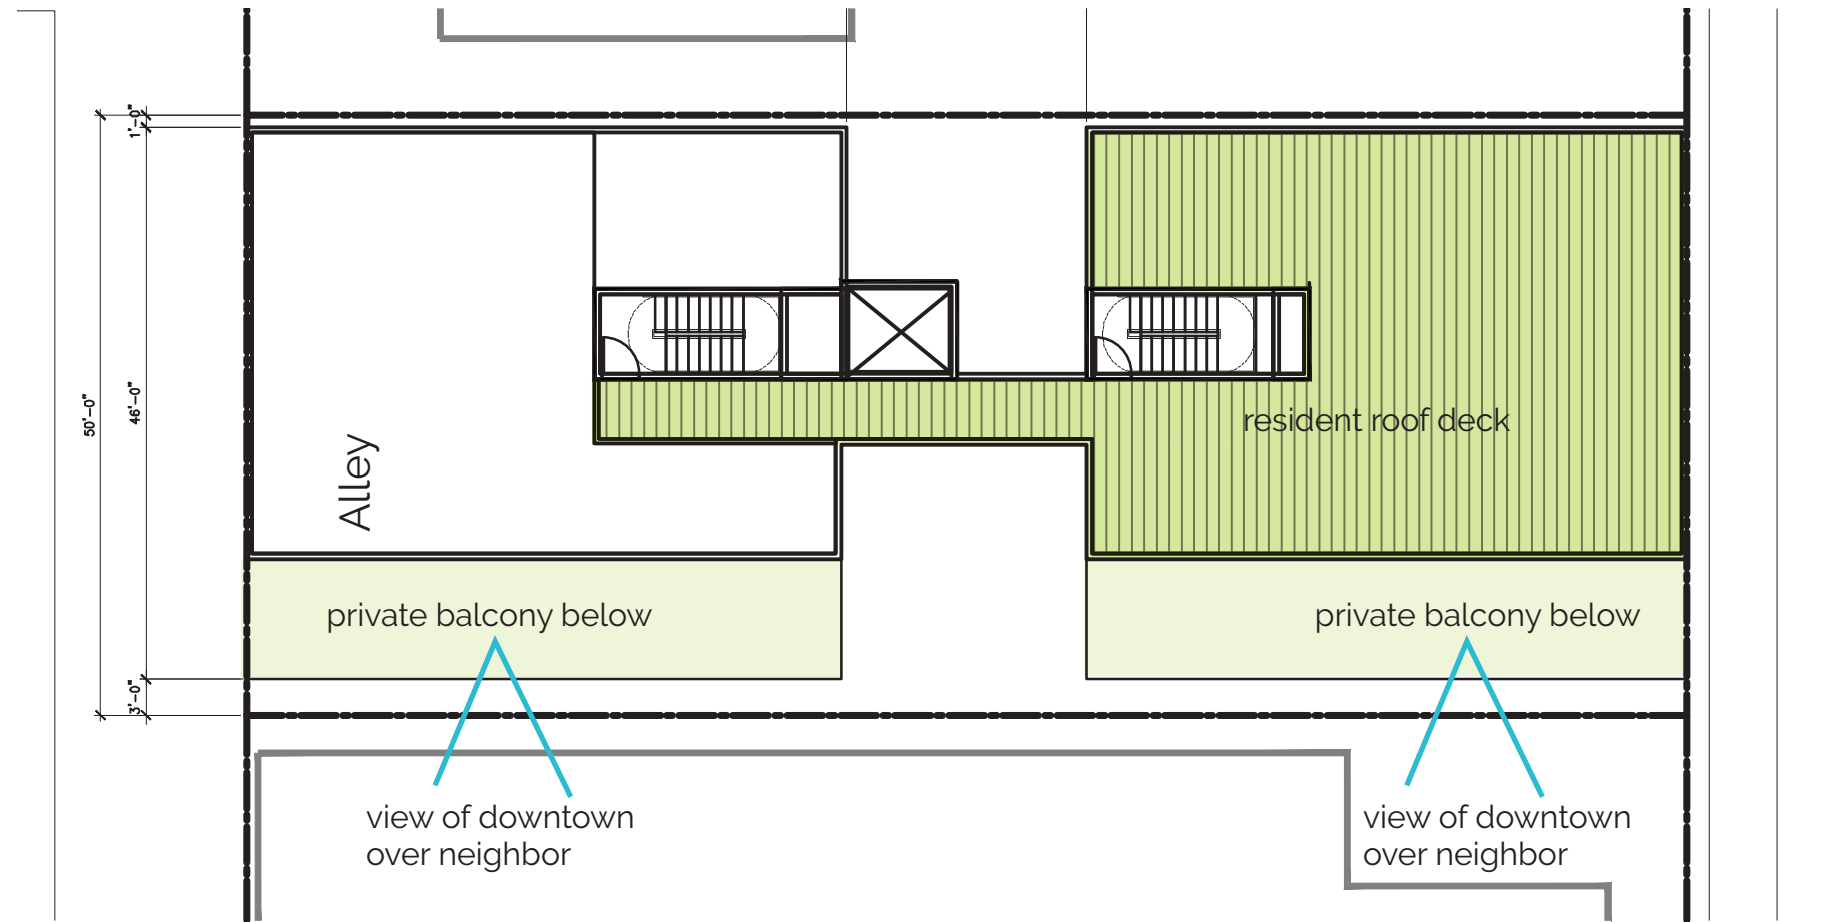 1'-0"
50'-0"
46'-0"
3'-0"
Alley
resident roof deck
private balcony below
private balcony below
view of downtown
over neighbor
view of downtown
over neighbor